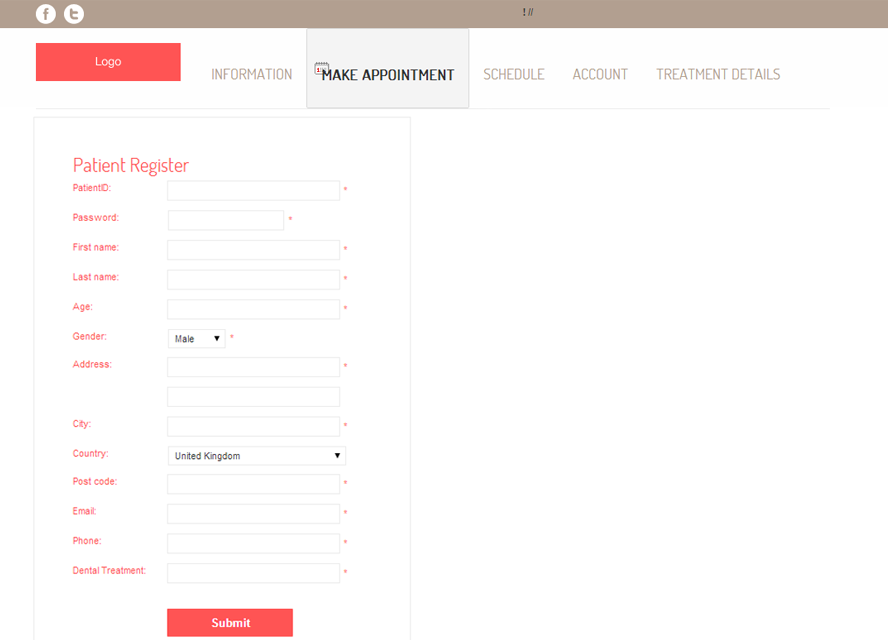 ! //
Logo
INFORMATION MAKE APPOINTMENT SCHEDULE ACCOUNT TREATMENT DETAILS
Patient Register
PatientID: *
Password: *
First name: *
Last name: *
Age: *
Gender: Male *
Address: *
City: *
Country: United Kingdom
Post code: *
Email: *
Phone: *
Dental Treatment: *
Submit